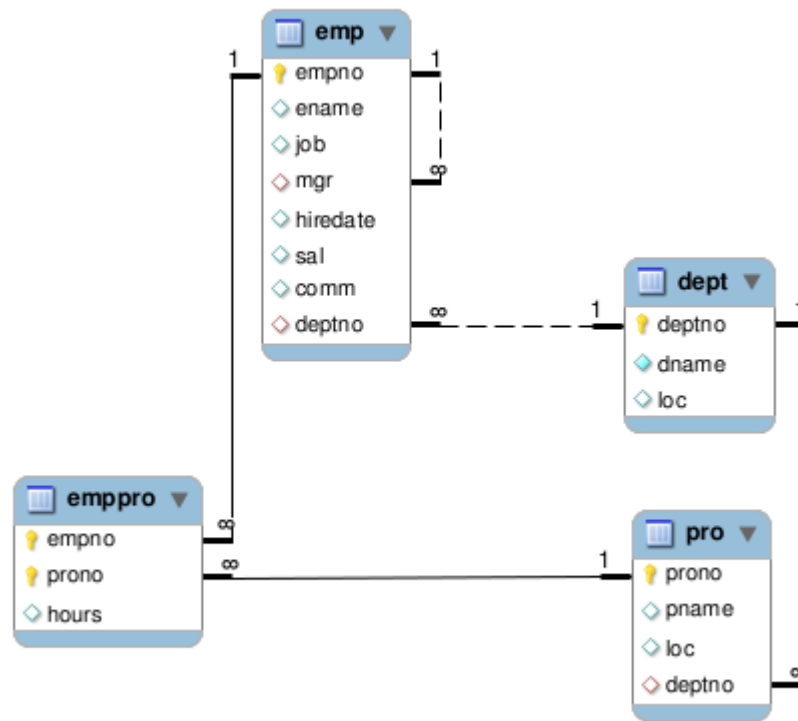 emp
1
1
empno
ename
job
mgr
∞
hiredate
sal
comm
deptno
∞
1
dept
deptno
1
dname
loc
emppro
empno
∞
prono
∞
hours
1
pro
prono
pname
loc
deptno
∞